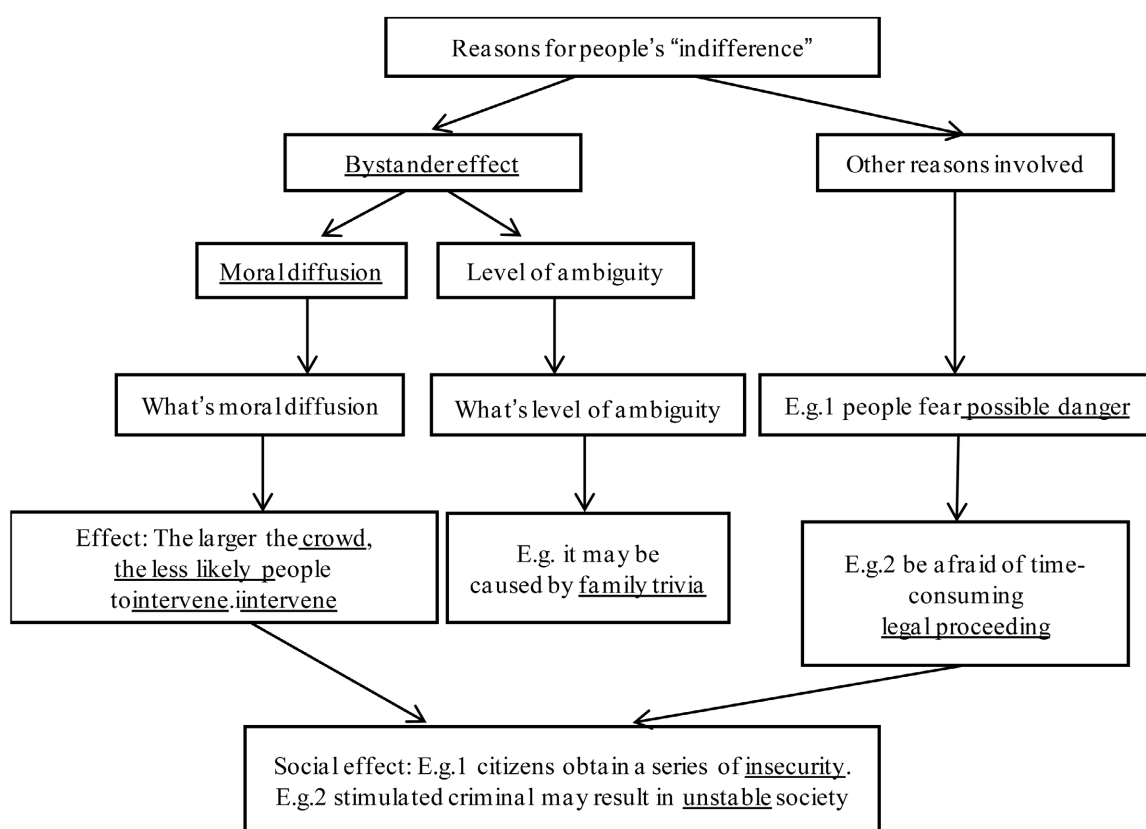 Reasons for people's “indifference”
Bystander effect
Other reasons involved
Moral diffusion
Level of ambiguity
What's moral diffusion
What's level of ambiguity
E.g.1 people fear possible danger
Effect: The larger the crowd,
the less likely people
tointervene.iintervene
E.g. it may be
caused by family trivia
E.g.2 be afraid of time-
consuming
legal proceeding
Social effect: E.g.1 citizens obtain a series of insecurity.
E.g.2 stimulated criminal may result in unstable society